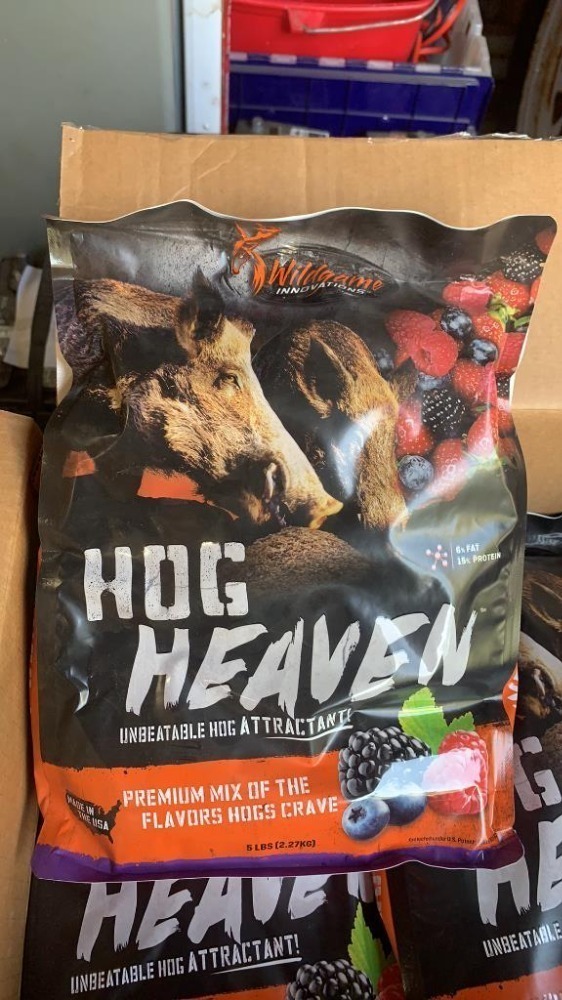 Wildgame
INNOVATIONS
6% FAT
18% PROTEIN
HOG
HEAVEN
UNBEATABLE HOG ATTRACTANT!
MADE IN
THE USA
PREMIUM MIX OF THE
FLAVORS HOGS CRAVE
5 LBS (2.27KG)
HEAVEN
UNBEATABLE HOG ATTRACTANT!
G
HE
UNBEATABLE